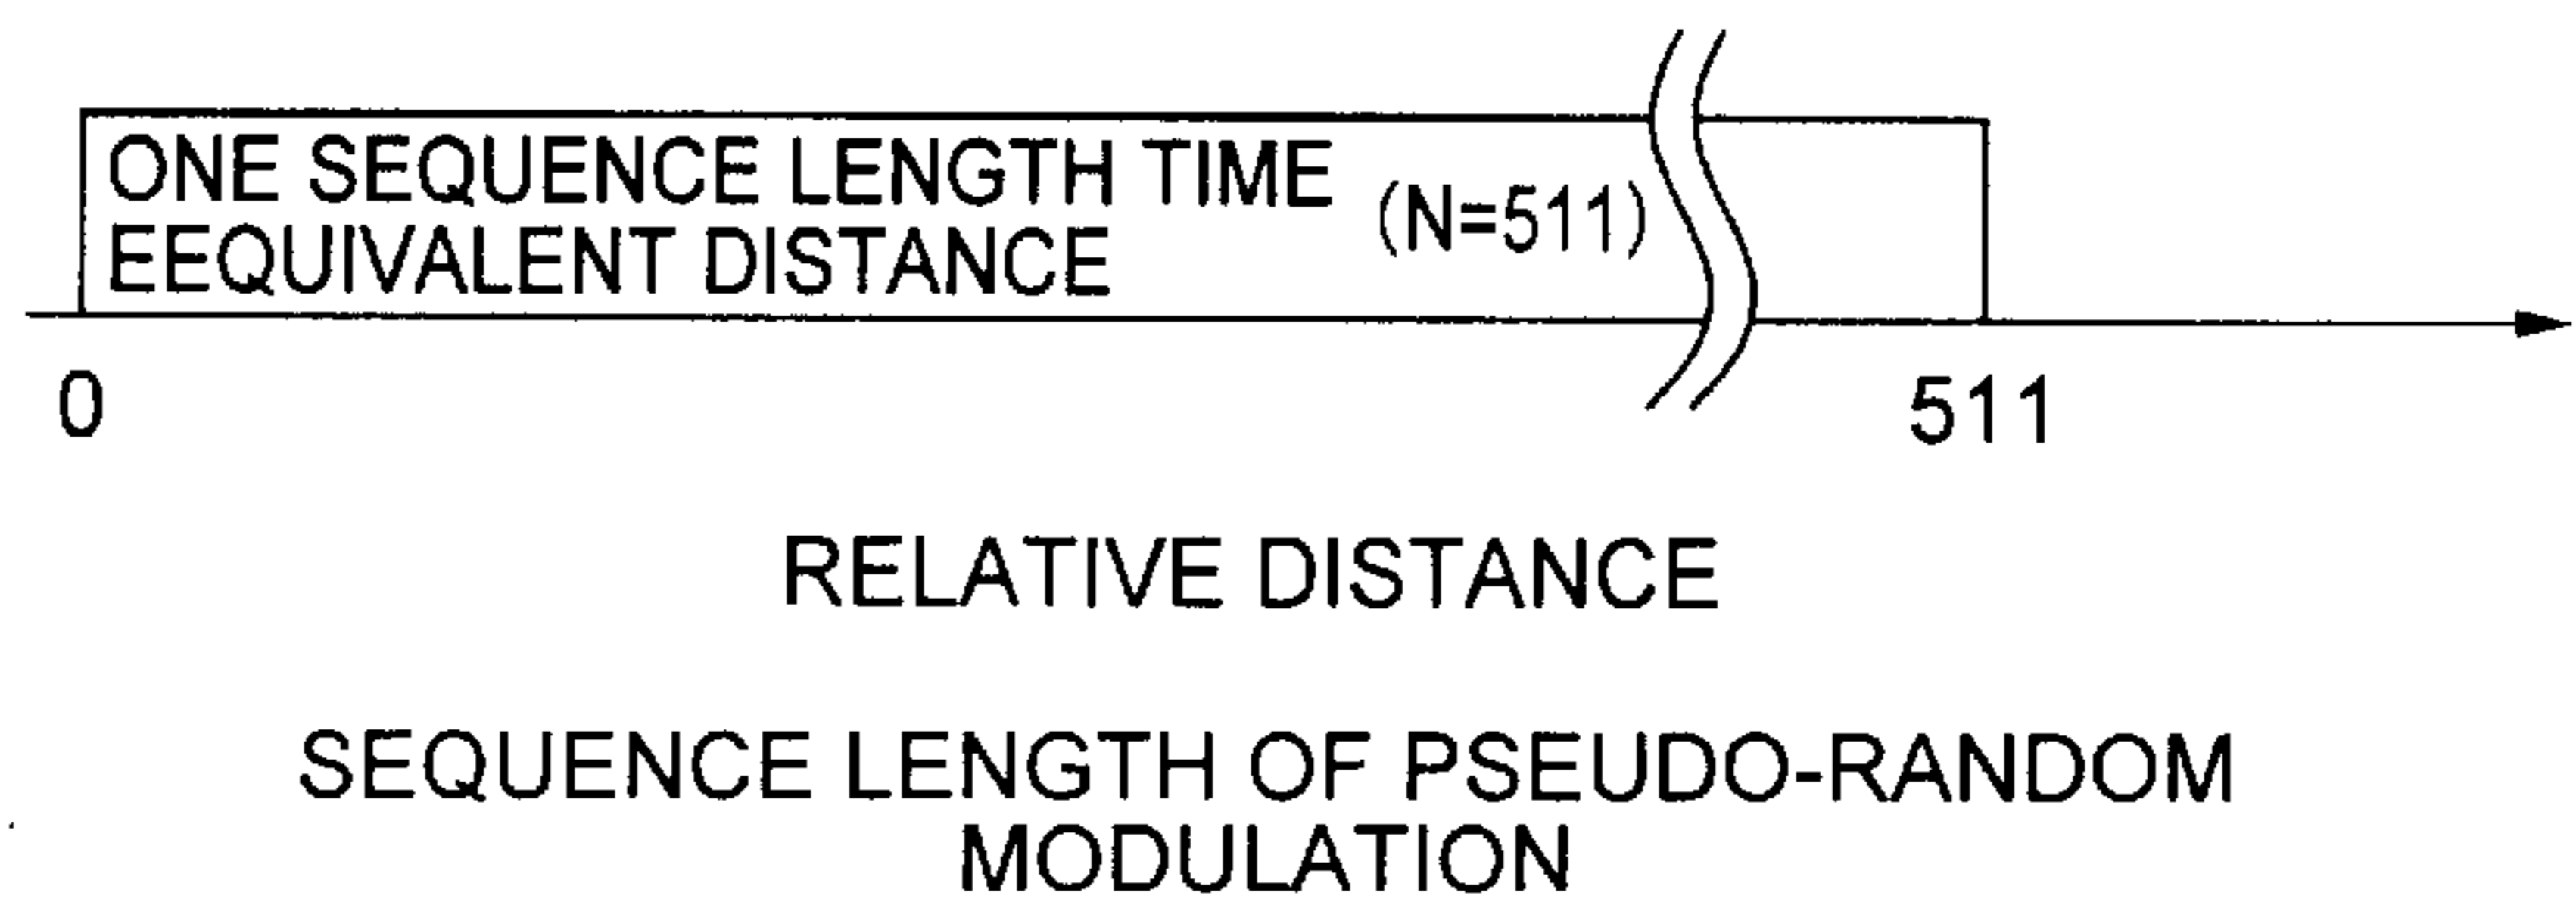 ONE SEQUENCE LENGTH TIME
EEQUIVALENT DISTANCE
(N=511)
0
511
RELATIVE DISTANCE
SEQUENCE LENGTH OF PSEUDO-RANDOM
MODULATION